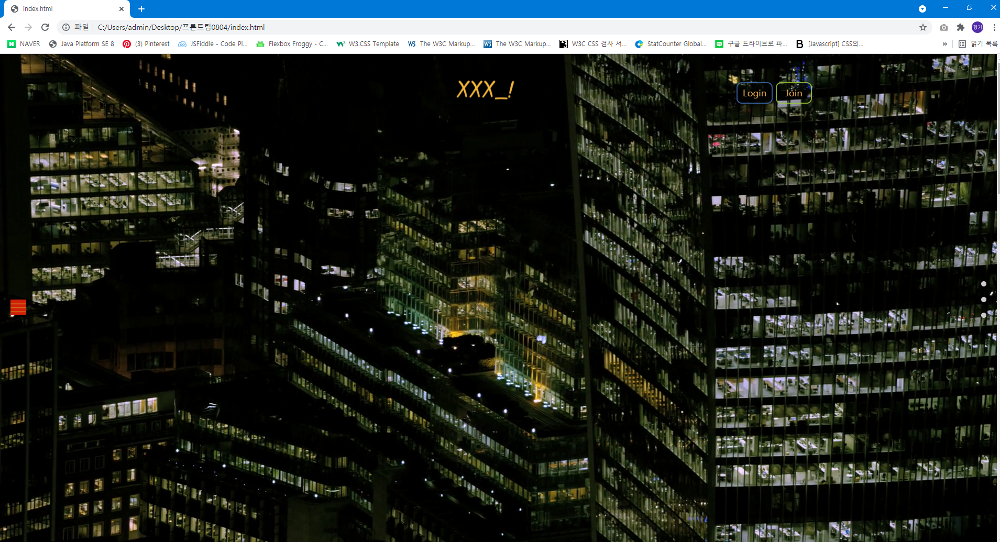 index.html
파일 C:/Users/admin/Desktop/프론트팀0804/index.html
향기
NAVER Java Platform SE 8 (3) Pinterest JSFiddle - Code Pl... Flexbox Froggy - C... W3.CSS Template The W3C Markup... The W3C Markup... W3C CSS 검사 서... StatCounter Global... 구글 드라이브로 파... [Javascript] CSS의... » 읽기 목록
XXX_!
Login Join